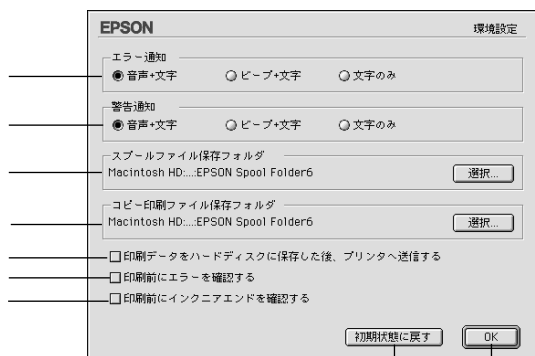 EPSON 環境設定
エラー通知
音声+文字 ビープ+文字 文字のみ
警告通知
音声+文字 ビープ+文字 文字のみ
スプールファイル保存フォルダ
Macintosh HD:...:EPSON Spool Folder6 選択...
コピー印刷ファイル保存フォルダ
Macintosh HD:...:EPSON Spool Folder6 選択...
印刷データをハードディスクに保存した後、プリンタへ送信する
印刷前にエラーを確認する
印刷前にインクニアエンドを確認する
初期状態に戻す OK